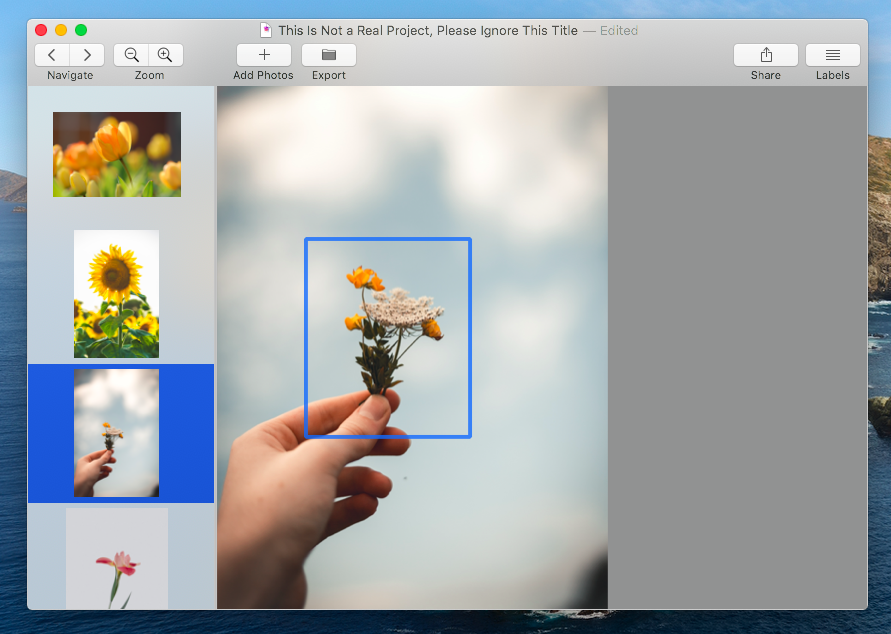 This Is Not a Real Project, Please Ignore This Title — Edited
Navigate
Zoom
Add Photos
Export
Share
Labels